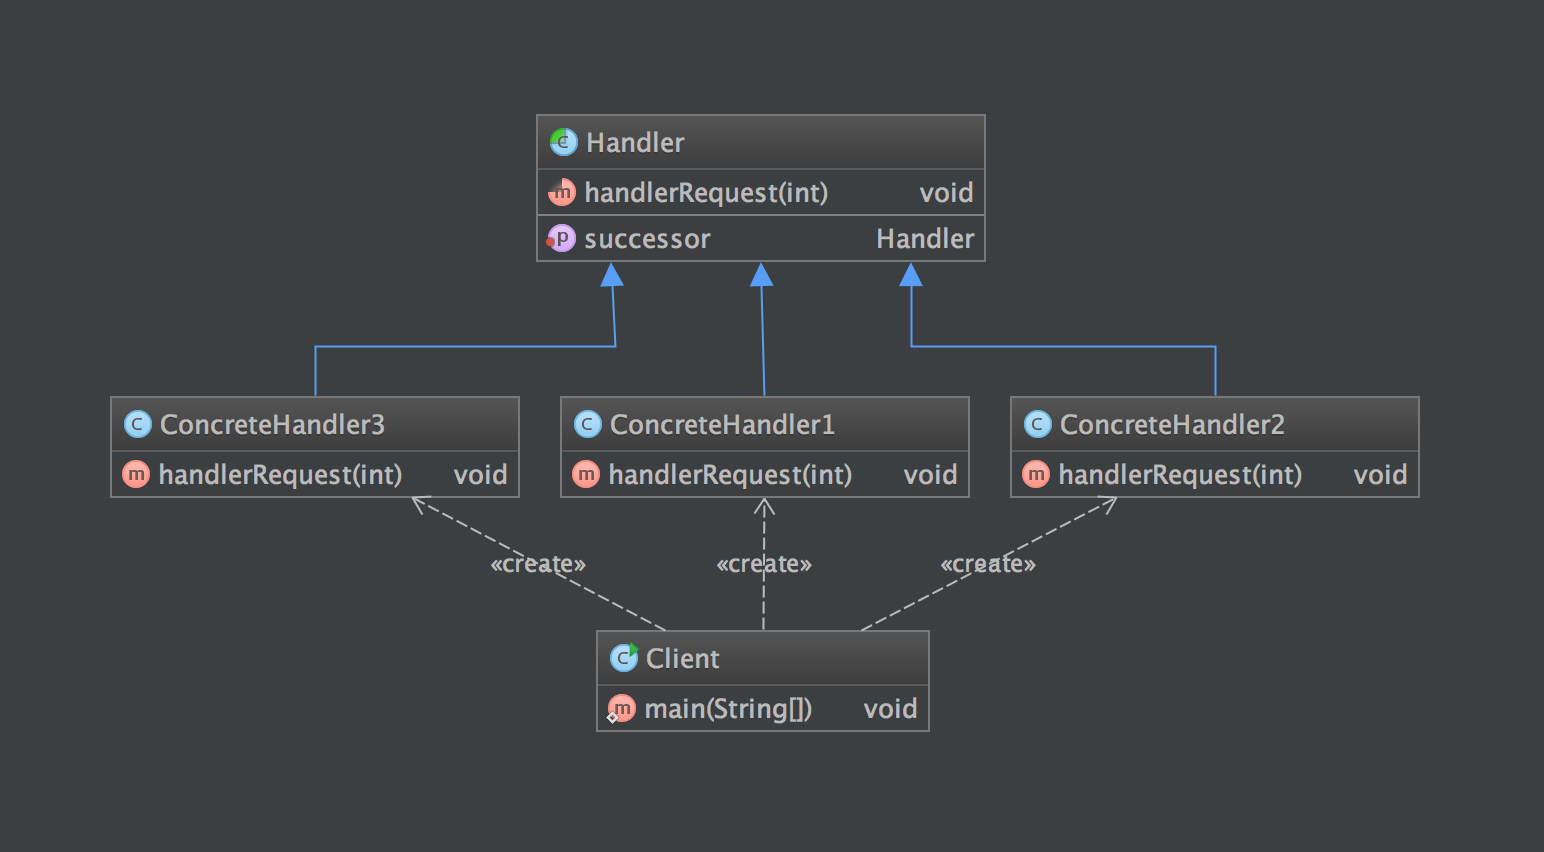 Handler
handlerRequest(int) void
successor Handler
ConcreteHandler3
handlerRequest(int) void
ConcreteHandler1
handlerRequest(int) void
ConcreteHandler2
handlerRequest(int) void
«create»
«create»
«create»
Client
main(String[]) void